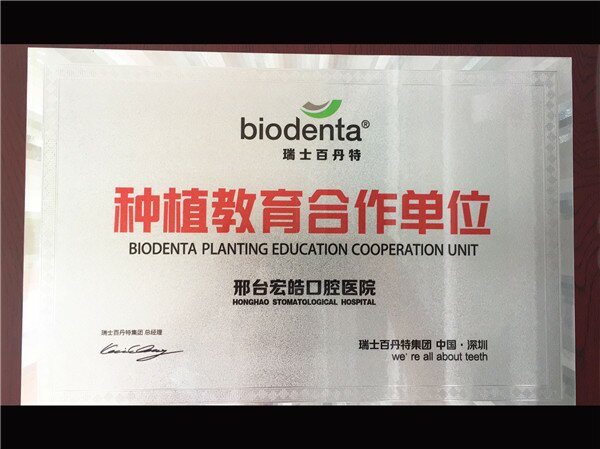 biodenta®
瑞士百丹特
种植教育合作单位
BIODENTA PLANTING EDUCATION COOPERATION UNIT
邢台宏皓口腔医院
HONGHAO STOMATOLOGICAL HOSPITAL
瑞士百丹特集团 总经理
瑞士百丹特集团 中国·深圳
we' re all about teeth